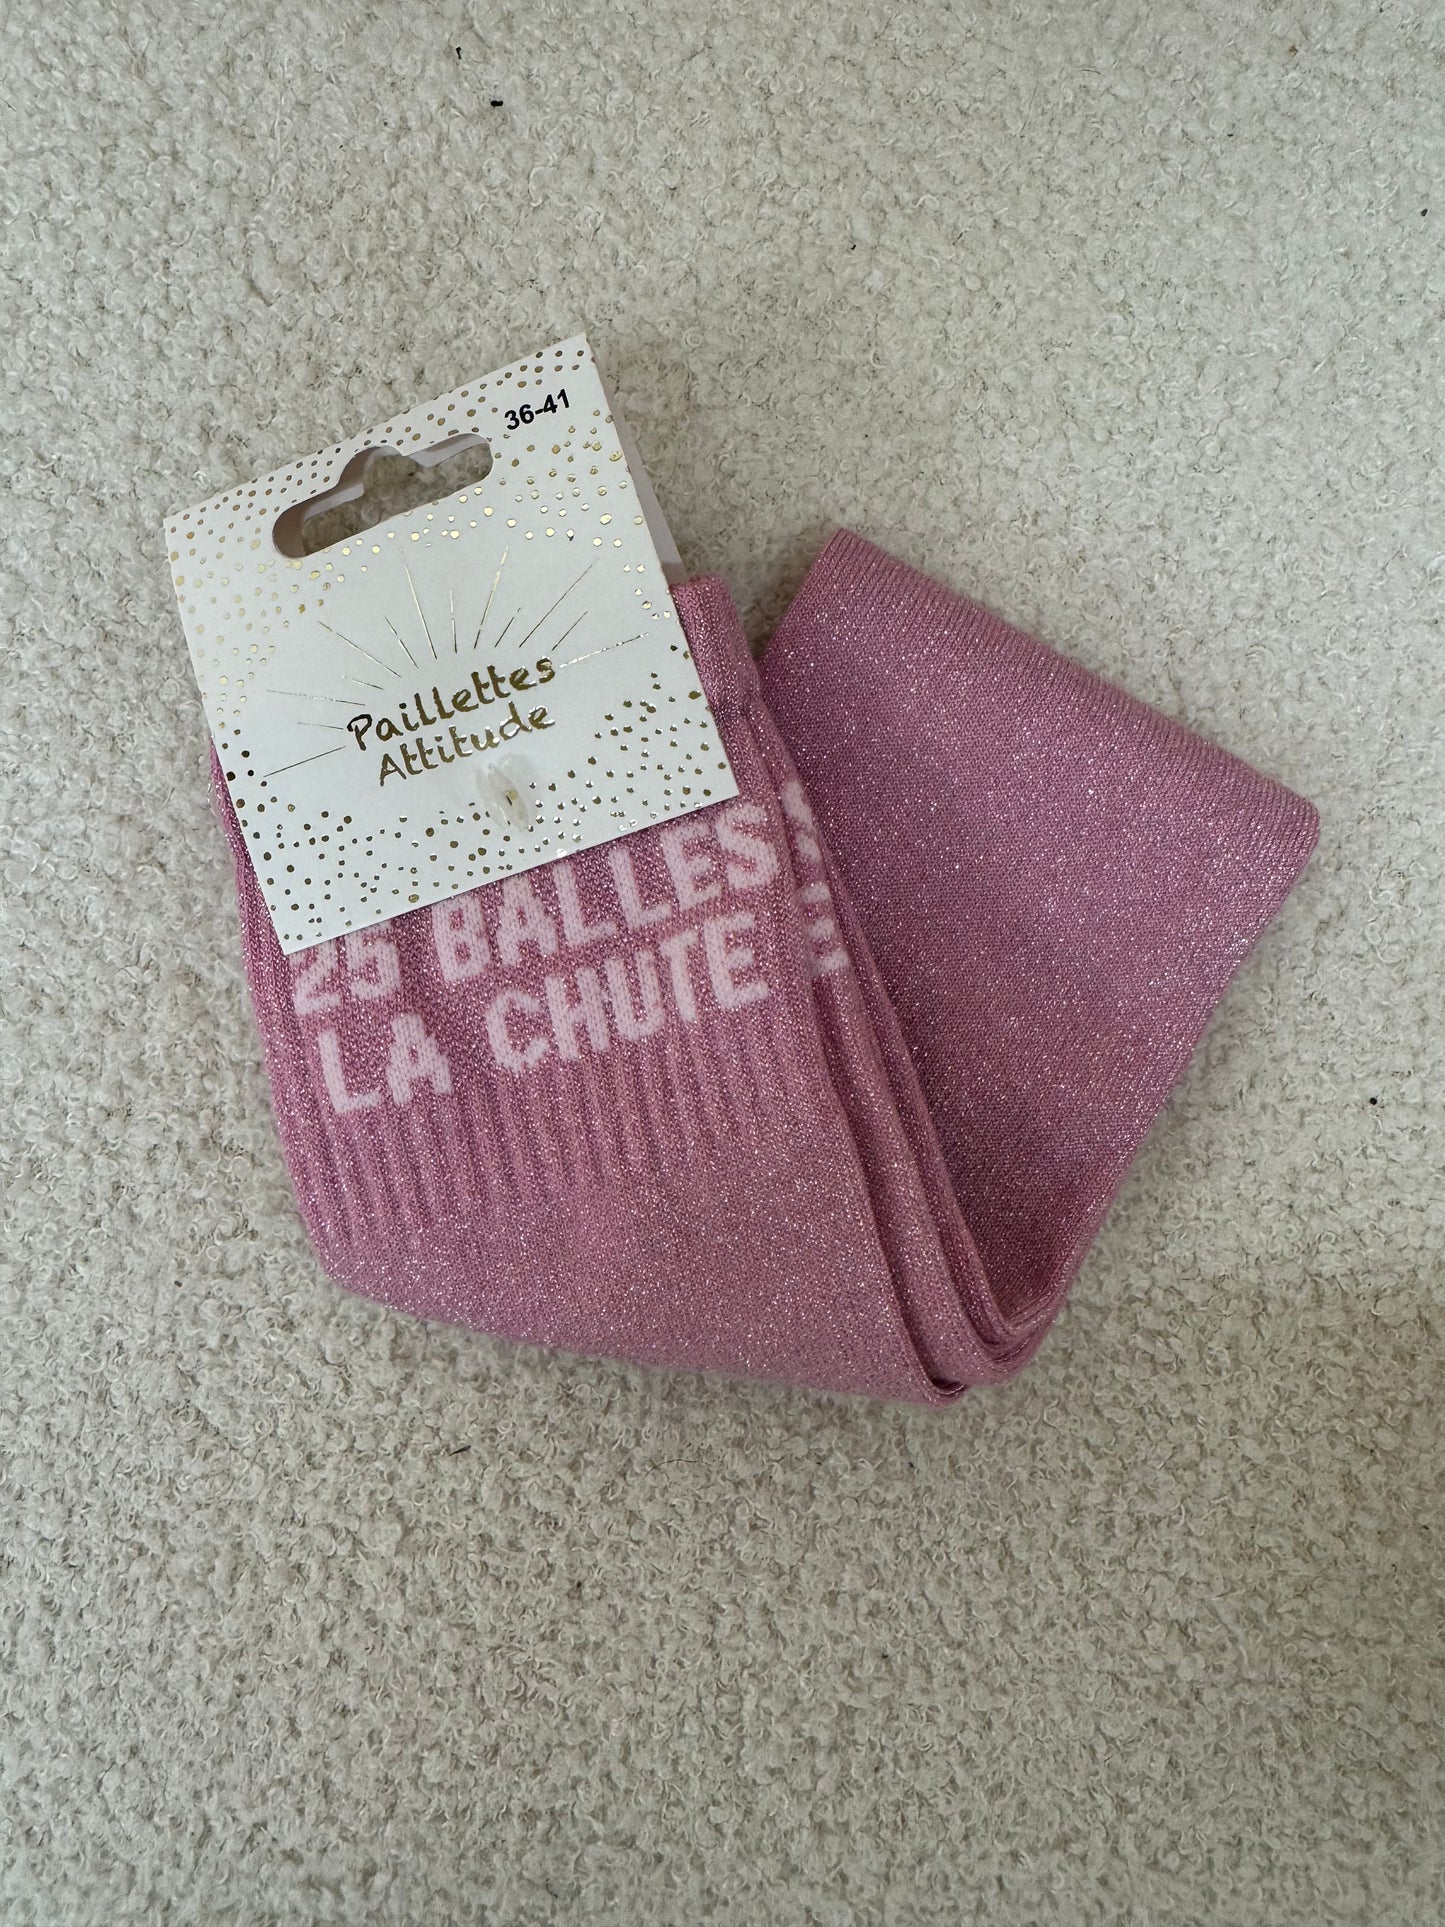 36-41
Paillettes
Attitude
25 BALLES
LA CHUTE